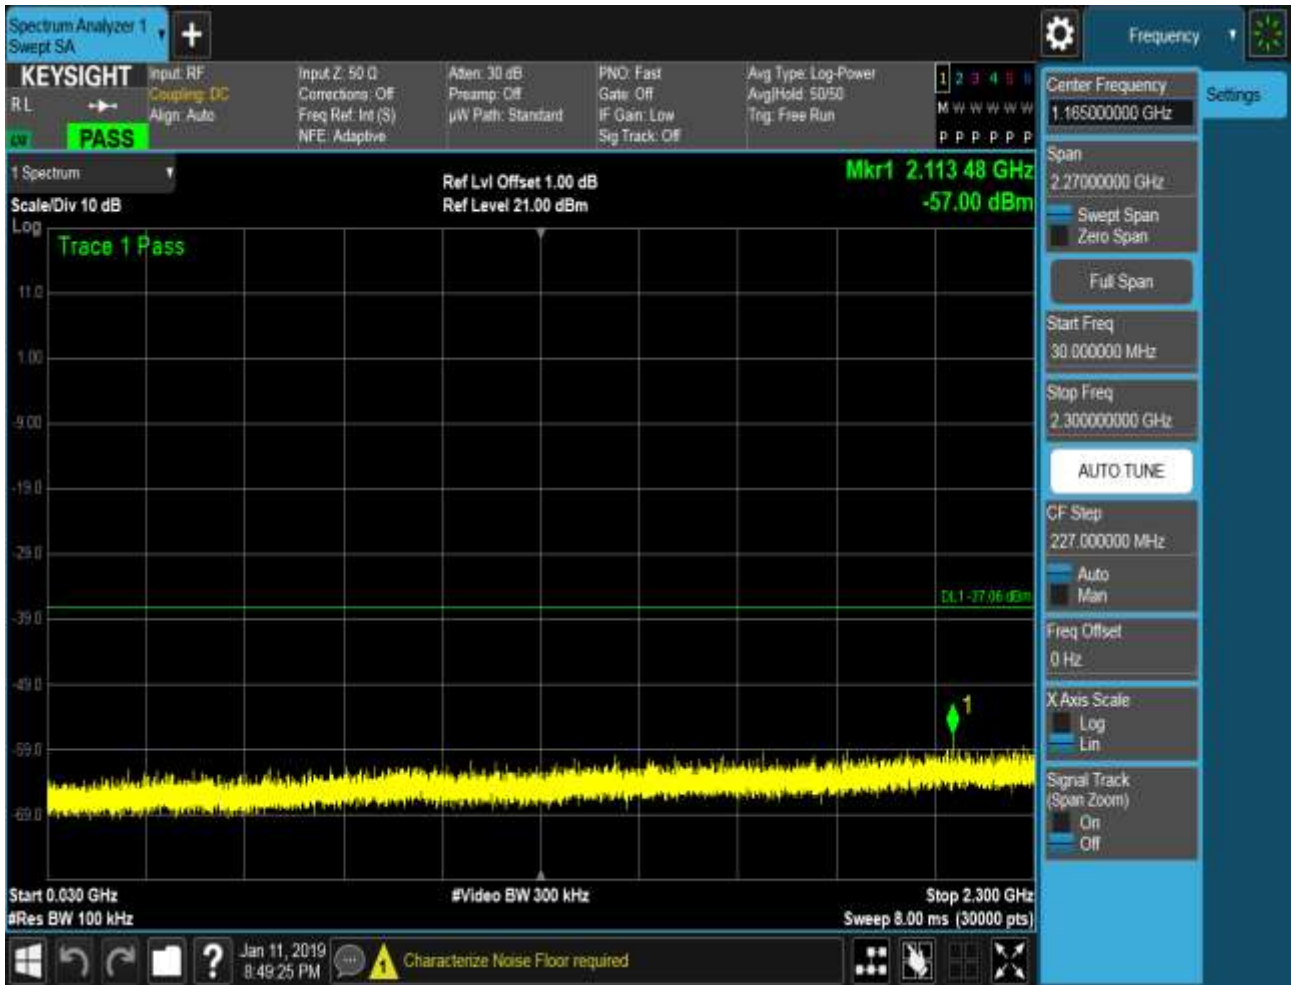 Spectrum Analyzer 1
Swept SA
Frequency
KEYSIGHT
RL
PASS
Input: RF
Coupling: DC
Align: Auto
Input Z: 50 Ω
Corrections: Off
Freq Ref: Int (S)
NFE: Adaptive
Atten: 30 dB
Preamp: Off
µW Path: Standard
PNO: Fast
Gate: Off
IF Gain: Low
Sig Track: Off
Avg Type: Log-Power
Avg|Hold: 50/50
Trig: Free Run
1 2 3 4 5 6
M W W W W W
P P P P P P
1 Spectrum
Scale/Div 10 dB
Log
Ref Lvl Offset 1.00 dB
Ref Level 21.00 dBm
Mkr1 2.113 48 GHz
-57.00 dBm
Trace 1 Pass
11.0
1.00
-9.00
-19.0
-29.0
DL1 -37.06 dBm
-39.0
-49.0
1
-59.0
-69.0
Start 0.030 GHz
#Res BW 100 kHz
#Video BW 300 kHz
Stop 2.300 GHz
Sweep 8.00 ms (30000 pts)
Center Frequency
1.165000000 GHz
Settings
Span
2.27000000 GHz
Swept Span
Zero Span
Full Span
Start Freq
30.000000 MHz
Stop Freq
2.300000000 GHz
AUTO TUNE
CF Step
227.000000 MHz
Auto
Man
Freq Offset
0 Hz
X Axis Scale
Log
Lin
Signal Track
(Span Zoom)
On
Off
?
Jan 11, 2019
8:49:25 PM
1
Characterize Noise Floor required